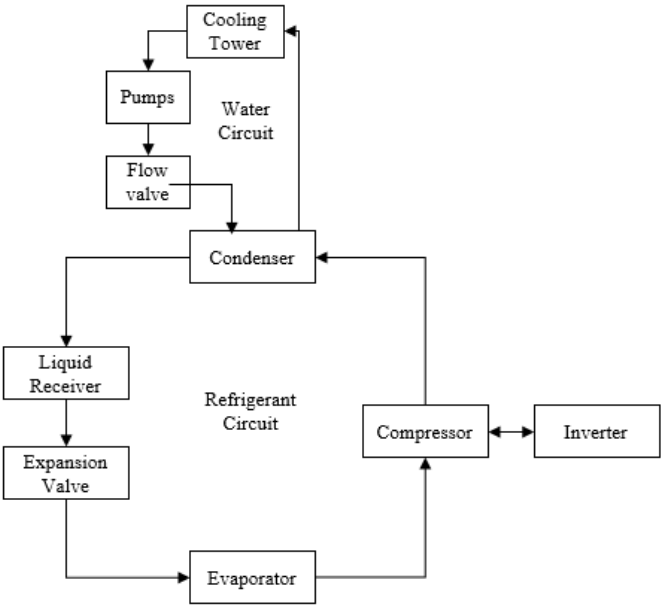 Cooling
Tower
Pumps
Water
Circuit
Flow
valve
Condenser
Liquid
Receiver
Refrigerant
Circuit
Compressor
Inverter
Expansion
Valve
Evaporator